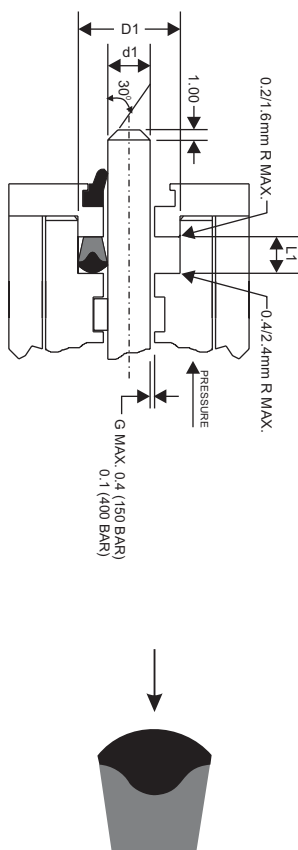 D1
d1
30°
1.00
0.2/1.6mm R MAX.
L1
0.4/2.4mm R MAX.
PRESSURE
G MAX. 0.4 (150 BAR)
0.1 (400 BAR)